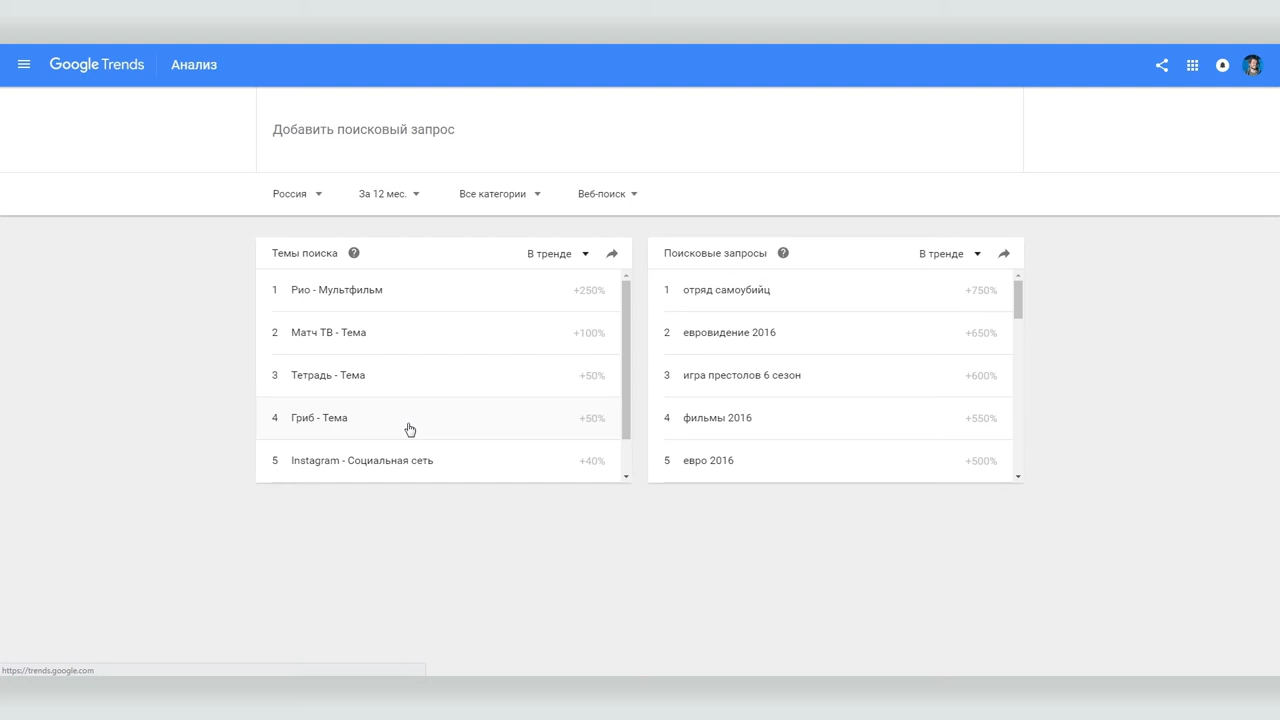 Google Trends Анализ
Добавить поисковый запрос
Россия За 12 мес. Все категории Веб-поиск
Темы поиска ? В тренде
1 Рио - Мультфильм +250%
2 Матч ТВ - Тема +100%
3 Тетрадь - Тема +50%
4 Гриб - Тема +50%
5 Instagram - Социальная сеть +40%
Поисковые запросы ? В тренде
1 отряд самоубийц +750%
2 евровидение 2016 +650%
3 игра престолов 6 сезон +600%
4 фильмы 2016 +550%
5 евро 2016 +500%
https://trends.google.com